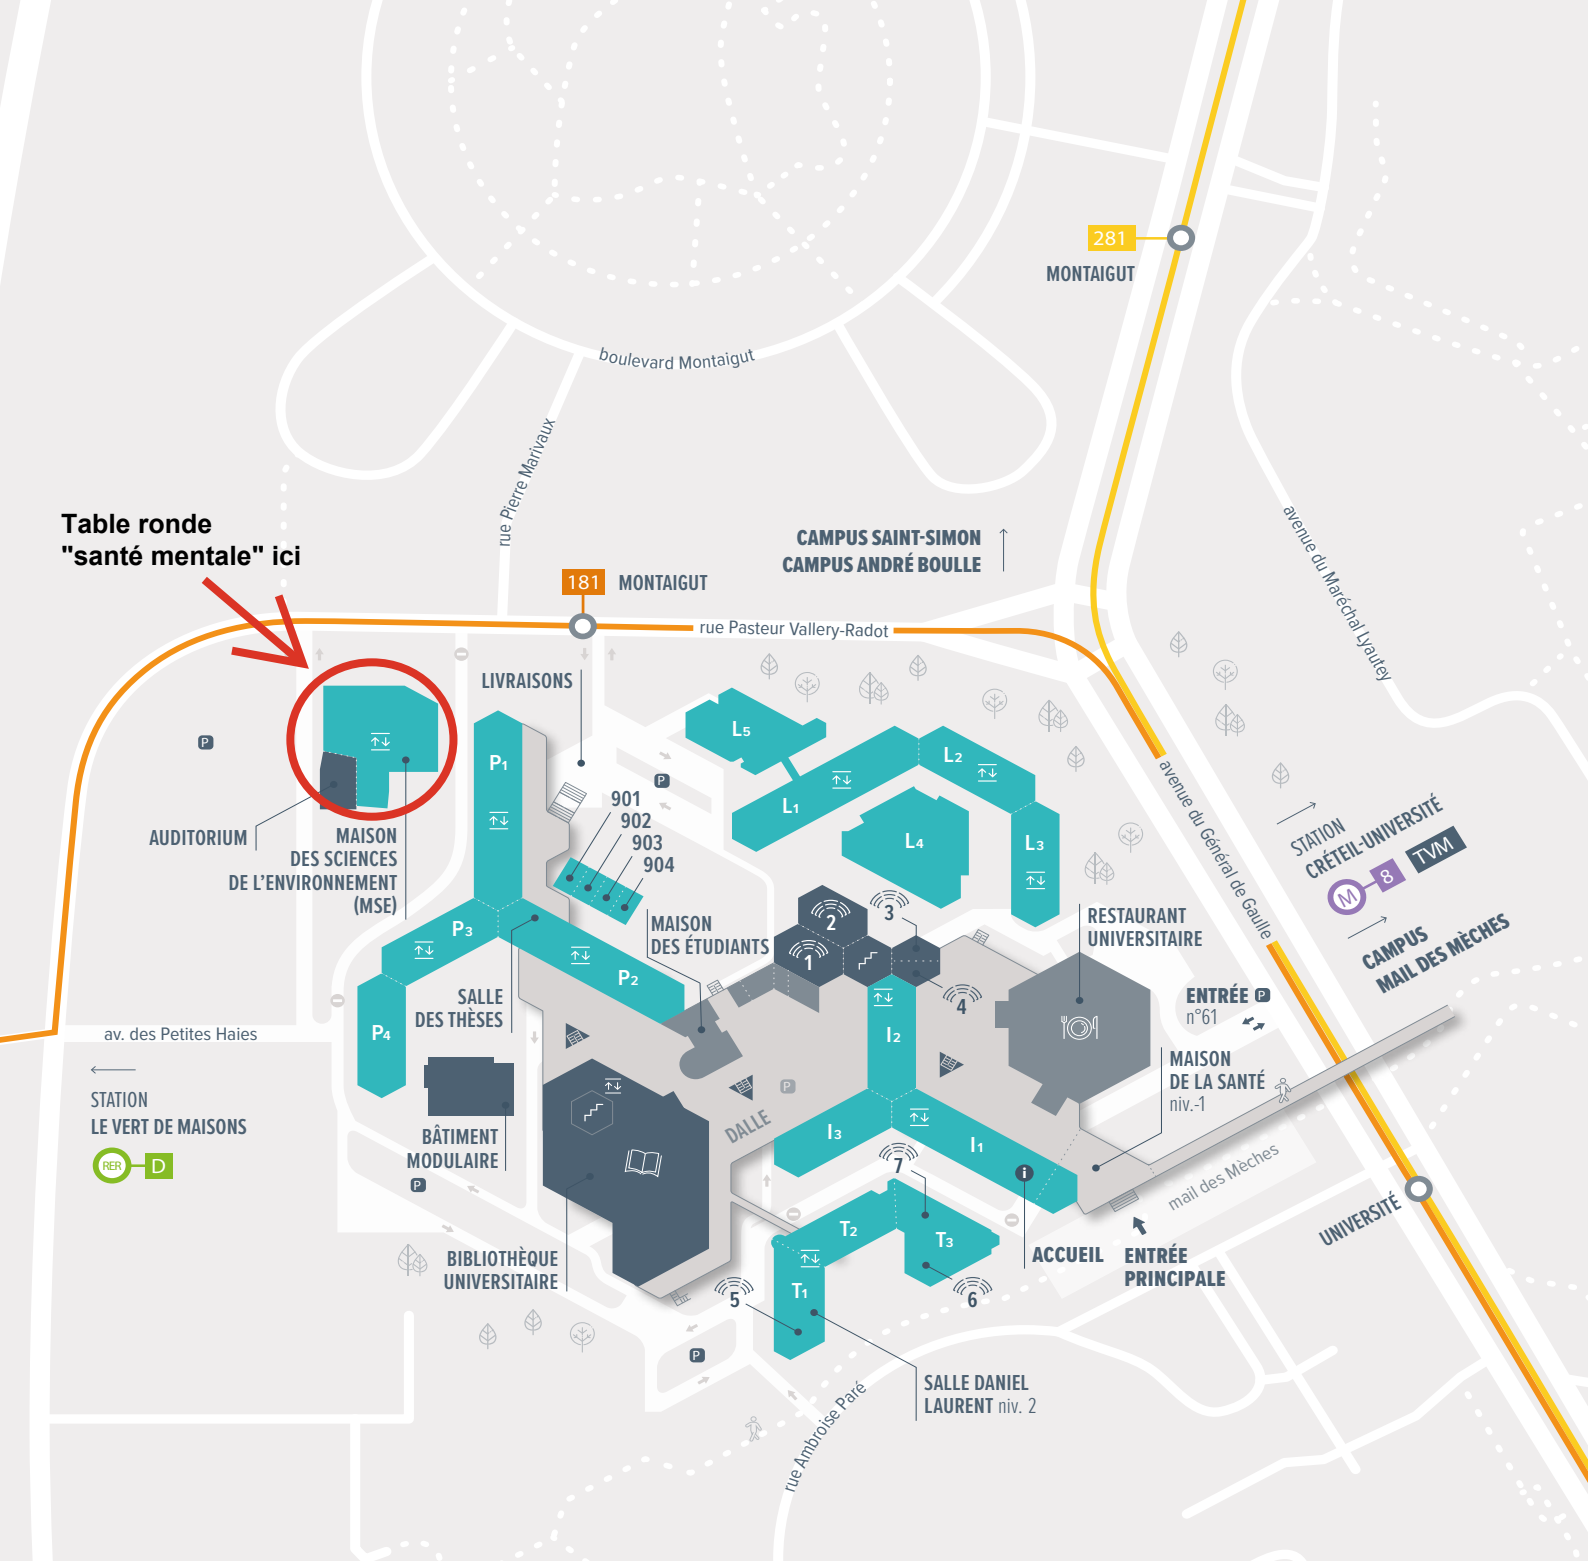 281
MONTAIGUT
boulevard Montaigut
rue Pierre Marivaux
avenue du Maréchal Lyautey
Table ronde
"santé mentale" ici
CAMPUS SAINT-SIMON
CAMPUS ANDRÉ BOULLE
181
MONTAIGUT
rue Pasteur Vallery-Radot
LIVRAISONS
P
P1
L5
L2
L1
L4
L3
P
901
902
903
904
AUDITORIUM
MAISON
DES SCIENCES
DE L'ENVIRONNEMENT
(MSE)
avenue du Général de Gaulle
STATION
CRÉTEIL-UNIVERSITÉ
M
8
TVM
CAMPUS
MAIL DES MÈCHES
P3
P2
P4
MAISON
DES ÉTUDIANTS
2
3
1
4
RESTAURANT
UNIVERSITAIRE
SALLE
DES THÈSES
I2
ENTRÉE P
n°61
av. des Petites Haies
STATION
LE VERT DE MAISONS
RER
D
MAISON
DE LA SANTÉ
niv.-1
P
DALLE
I3
I1
7
i
BÂTIMENT
MODULAIRE
P
mail des Mèches
UNIVERSITÉ
BIBLIOTHÈQUE
UNIVERSITAIRE
T2
T3
T1
5
6
ACCUEIL
ENTRÉE
PRINCIPALE
P
SALLE DANIEL
LAURENT niv. 2
rue Ambroise Paré